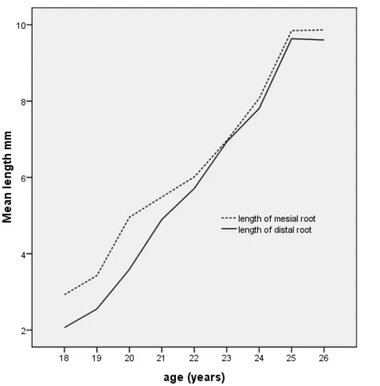 10
8
6
4
2
Mean length mm
length of mesial root
length of distal root
18 19 20 21 22 23 24 25 26
age (years)